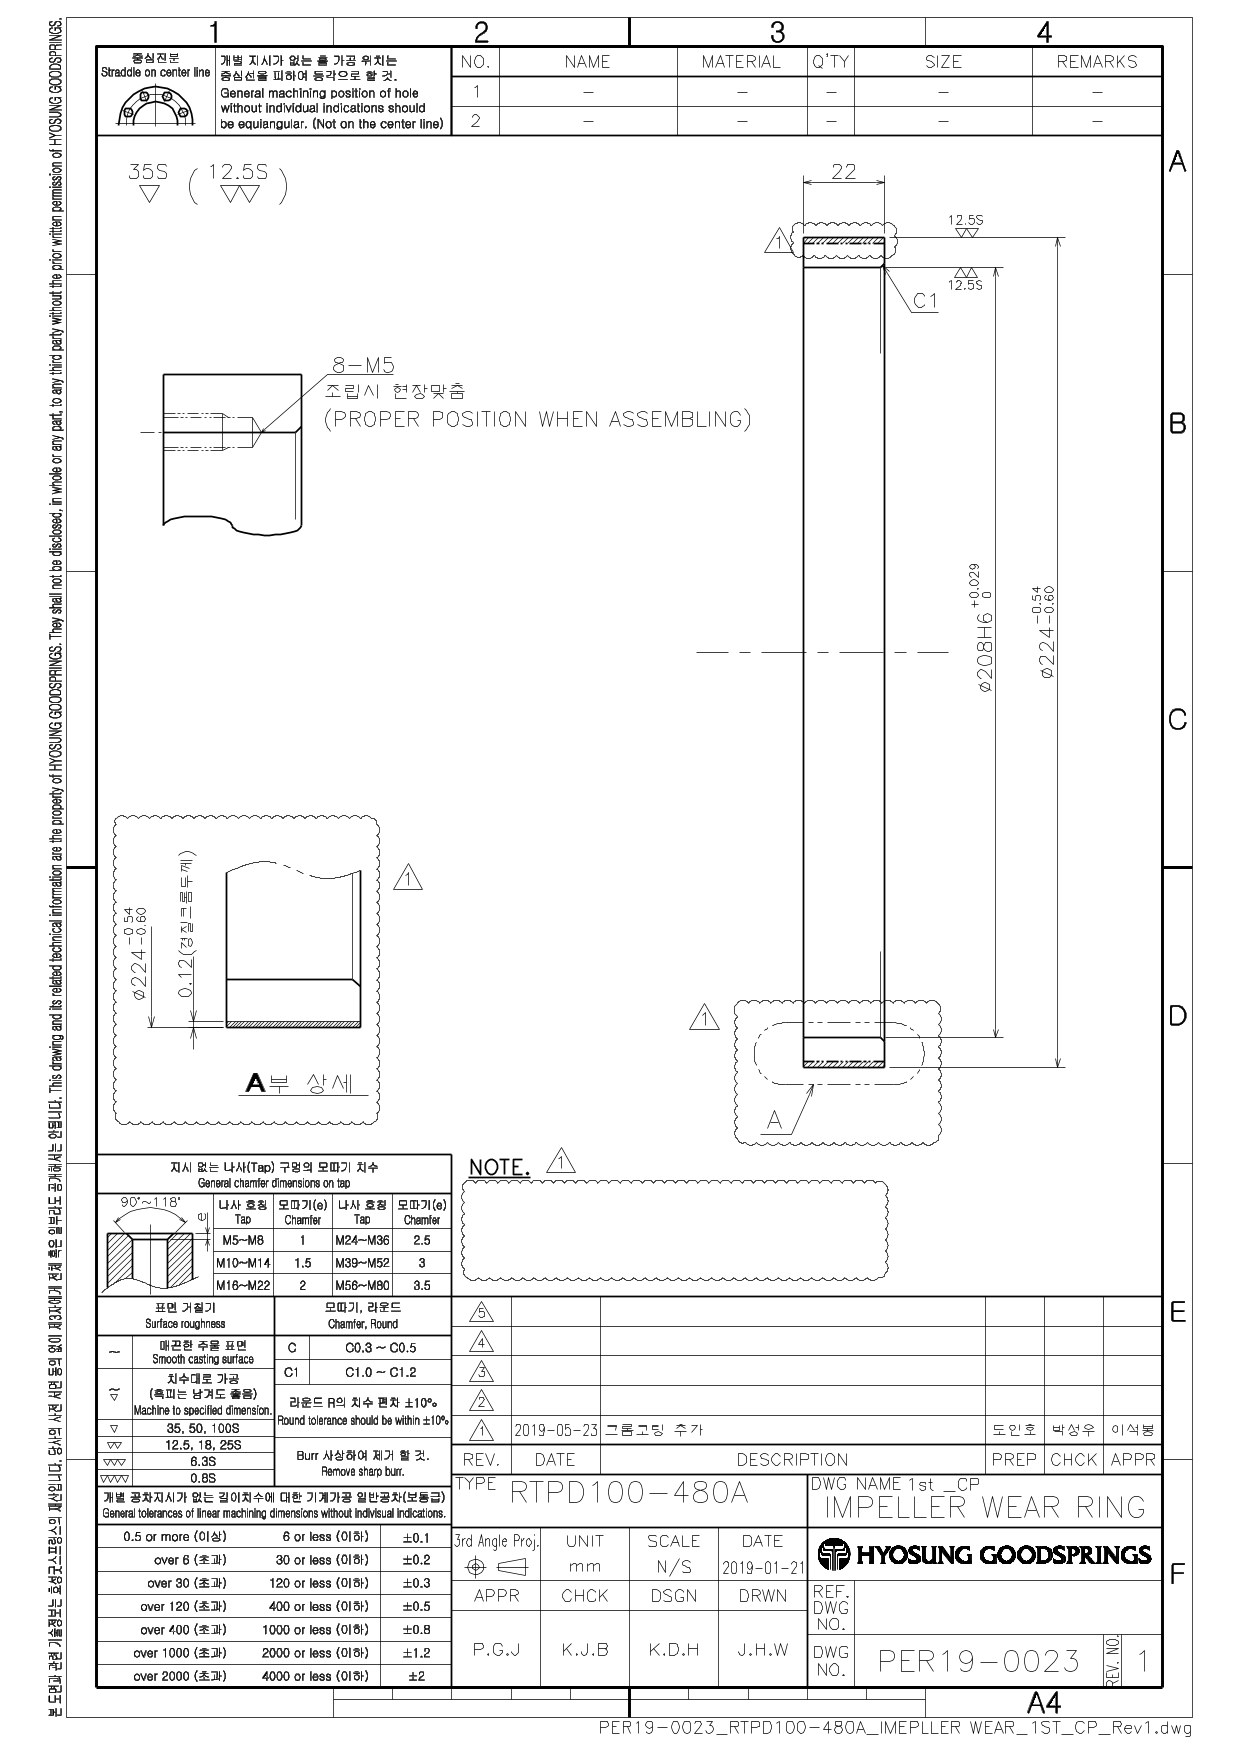 1 2 3 4
중심진분
Straddle on center line
개별 지시가 없는 홀 가공 위치는
중심선을 피하여 등각으로 할 것.
General machining position of hole
without individual indications should
be equiangular. (Not on the center line)
NO. NAME MATERIAL Q'TY SIZE REMARKS
1 - - - - -
2 - - - - -
A
B
C
D
E
F
35S ( 12.5S )
22
1
12.5S
12.5S
C1
8-M5
조립시 현장맞춤
(PROPER POSITION WHEN ASSEMBLING)
ø208H6 +0.029 0
ø224 -0.54 -0.60
1
ø224 -0.54 -0.60
0.12(경질크롬두께)
A부 상세
1
A
지시 없는 나사(Tap) 구멍의 모따기 치수
General chamfer dimensions on tap
90°~118°
e
나사 호칭 모따기(e) 나사 호칭 모따기(e)
Tap Chamfer Tap Chamfer
M5~M8 1 M24~M36 2.5
M10~M14 1.5 M39~M52 3
M16~M22 2 M56~M80 3.5
표면 거칠기
Surface roughness
~ 매끈한 주물 표면
Smooth casting surface
~ 치수대로 가공
(흑피는 남겨도 좋음)
Machine to specified dimension.
35, 50, 100S
12.5, 18, 25S
6.3S
0.8S
모따기, 라운드
Chamfer, Round
C C0.3 ~ C0.5
C1 C1.0 ~ C1.2
라운드 R의 치수 편차 ±10%
Round tolerance should be within ±10%
Burr 사상하여 제거 할 것.
Remove sharp burr.
개별 공차지시가 없는 길이치수에 대한 기계가공 일반공차(보통급)
General tolerances of linear machining dimensions without indivisual indications.
0.5 or more (이상) 6 or less (이하) ±0.1
over 6 (초과) 30 or less (이하) ±0.2
over 30 (초과) 120 or less (이하) ±0.3
over 120 (초과) 400 or less (이하) ±0.5
over 400 (초과) 1000 or less (이하) ±0.8
over 1000 (초과) 2000 or less (이하) ±1.2
over 2000 (초과) 4000 or less (이하) ±2
NOTE. 1
5
4
3
2
1 2019-05-23 그롬코팅 추가 도인호 박성우 이석봉
REV. DATE DESCRIPTION PREP CHCK APPR
TYPE RTPD100-480A
DWG NAME 1st _CP
IMPELLER WEAR RING
3rd Angle Proj. UNIT SCALE DATE
mm N/S 2019-01-21
HYOSUNG GOODSPRINGS
APPR CHCK DSGN DRWN
P.G.J K.J.B K.D.H J.H.W
REF. DWG NO.
DWG NO. PER19-0023 REV. NO. 1
A4
PER19-0023_RTPD100-480A_IMEPLLER WEAR_1ST_CP_Rev1.dwg
본 도면과 관련 기술정보는 효성굿스프링스의 재산입니다. 당사의 사전 서면 동의 없이 제3자에게 전체 혹은 일부라도 공개해서는 안됩니다. This drawing and its related technical information are the property of HYOSUNG GOODSPRINGS. They shall not be disclosed, in whole or any part, to any third party without the prior written permission of HYOSUNG GOODSPRINGS.